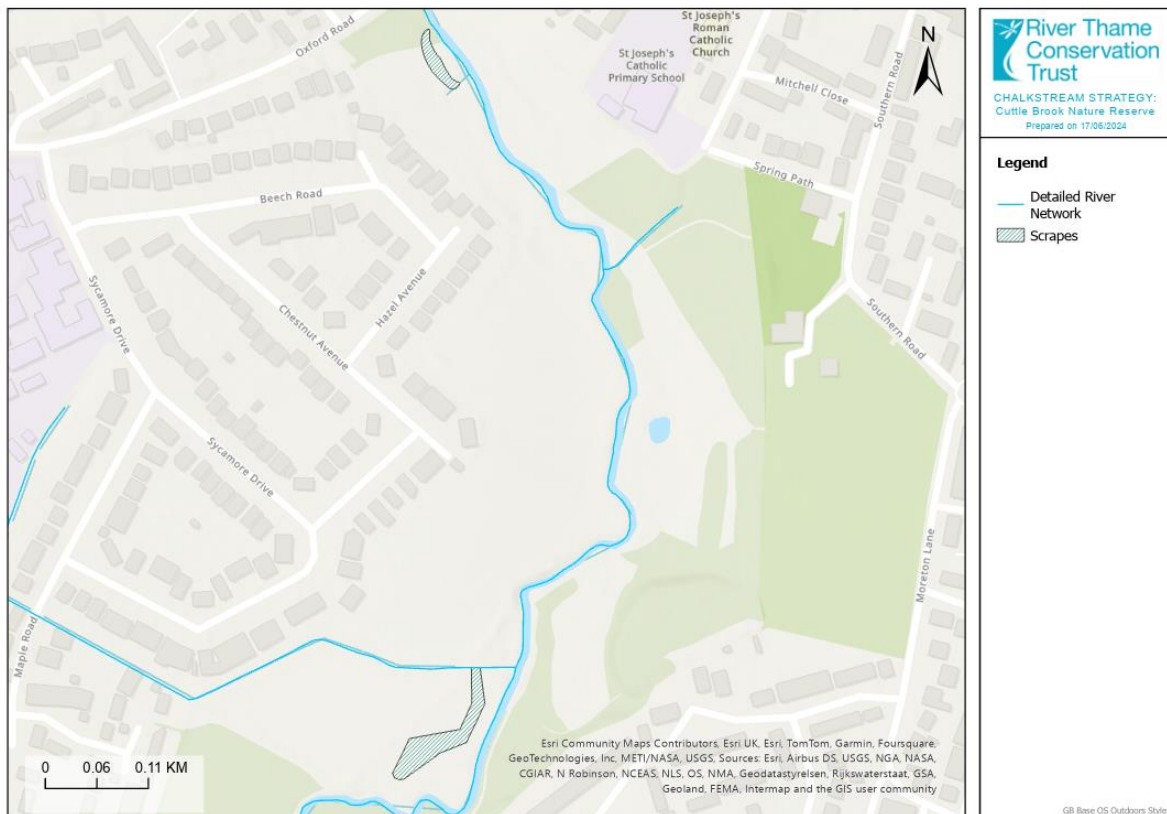 Oxford Road
St Joseph's
Roman
Catholic
Church
St Joseph's
Catholic
Primary School
Mitchell Close
Southern Road
N
Spring Path
Beech Road
Hazel Avenue
Sycamore Drive
Chestnut Avenue
Southern Road
Sycamore Drive
Moreton Lane
Maple Road
0 0.06 0.11 KM
Esri Community Maps Contributors, Esri UK, Esri, TomTom, Garmin, Foursquare,
GeoTechnologies, Inc, METI/NASA, USGS, Sources: Esri, Airbus DS, USGS, NGA, NASA,
CGIAR, N Robinson, NCEAS, NLS, OS, NMA, Geodatastyrelsen, Rijkswaterstaat, GSA,
Geoland, FEMA, Intermap and the GIS user community
River Thame
Conservation
Trust
CHALKSTREAM STRATEGY:
Cuttle Brook Nature Reserve
Prepared on 17/06/2024
Legend
Detailed River
Network
Scrapes
GB Base OS Outdoors Style